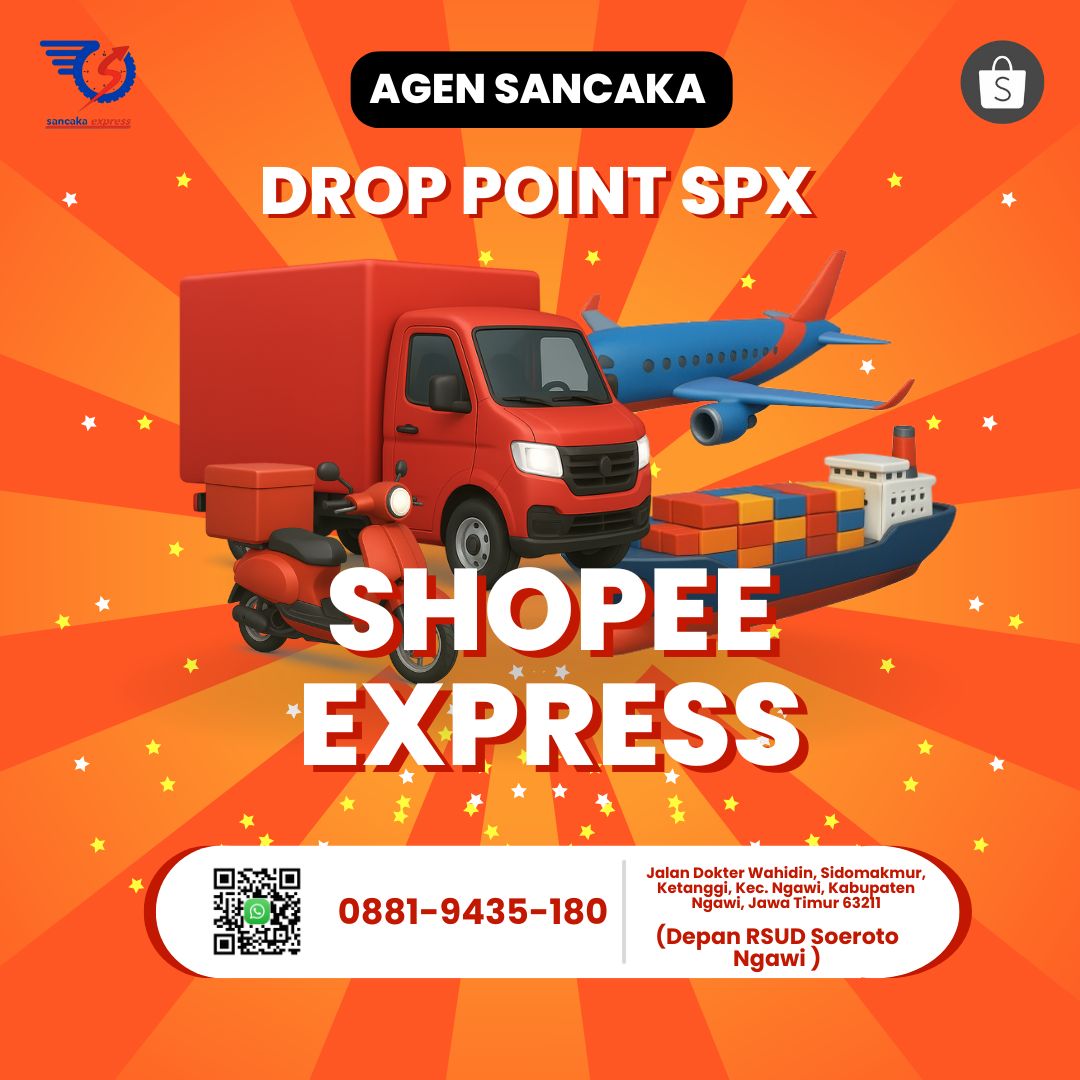 sancaka express
AGEN SANCAKA
S
DROP POINT SPX
SHOPEE
EXPRESS
0881-9435-180
Jalan Dokter Wahidin, Sidomakmur,
Ketanggi, Kec. Ngawi, Kabupaten
Ngawi, Jawa Timur 63211
(Depan RSUD Soeroto
Ngawi )